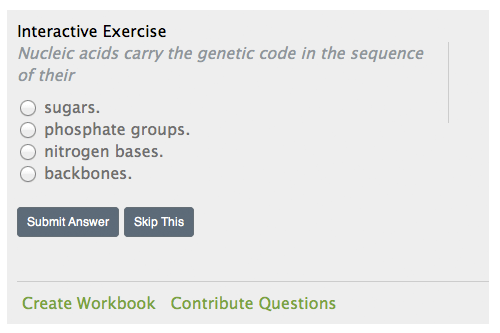 Interactive Exercise
Nucleic acids carry the genetic code in the sequence
of their
sugars.
phosphate groups.
nitrogen bases.
backbones.
Submit Answer Skip This
Create Workbook Contribute Questions